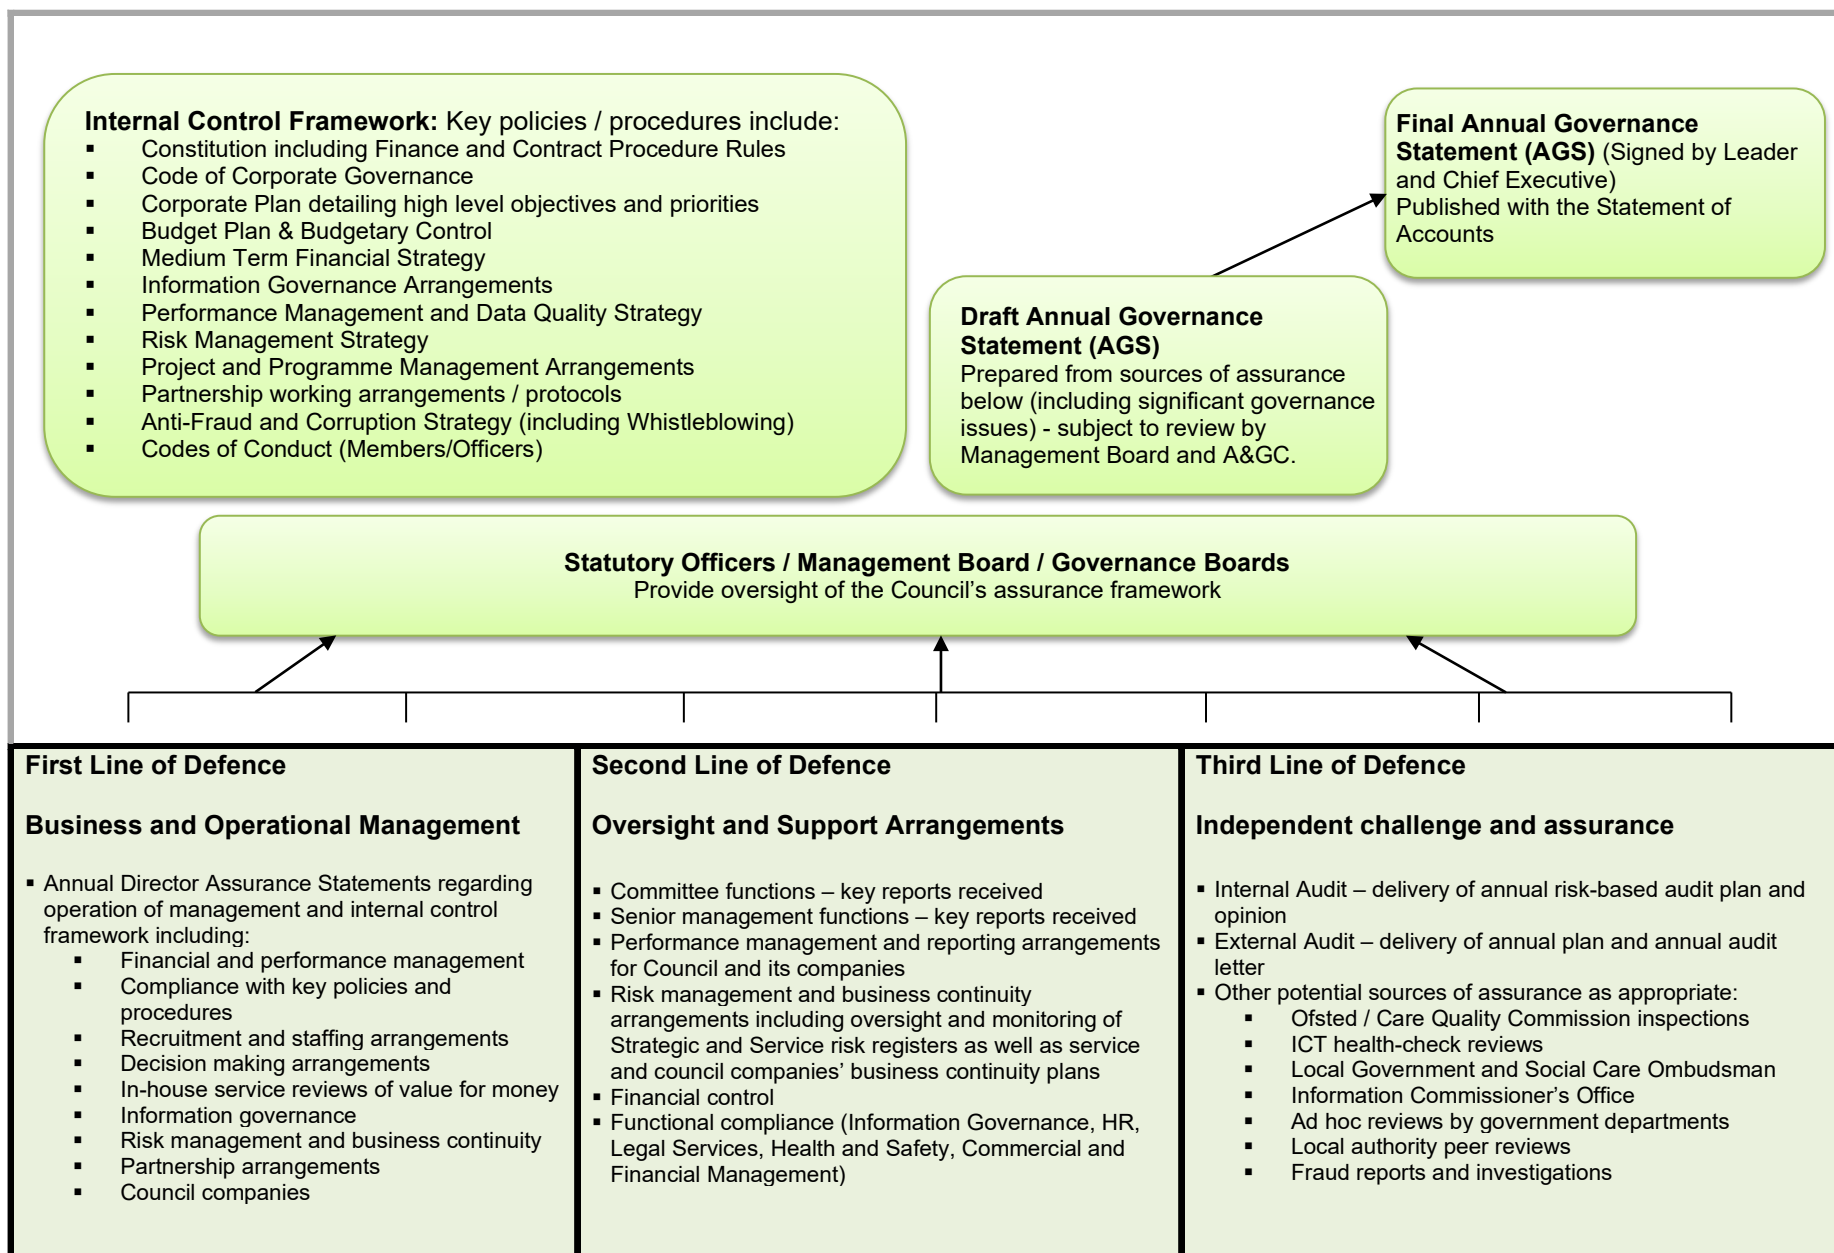 Internal Control Framework: Key policies / procedures include:
▪ Constitution including Finance and Contract Procedure Rules
▪ Code of Corporate Governance
▪ Corporate Plan detailing high level objectives and priorities
▪ Budget Plan & Budgetary Control
▪ Medium Term Financial Strategy
▪ Information Governance Arrangements
▪ Performance Management and Data Quality Strategy
▪ Risk Management Strategy
▪ Project and Programme Management Arrangements
▪ Partnership working arrangements / protocols
▪ Anti-Fraud and Corruption Strategy (including Whistleblowing)
▪ Codes of Conduct (Members/Officers)
Final Annual Governance
Statement (AGS) (Signed by Leader
and Chief Executive)
Published with the Statement of
Accounts
Draft Annual Governance
Statement (AGS)
Prepared from sources of assurance
below (including significant governance
issues) - subject to review by
Management Board and A&GC.
Statutory Officers / Management Board / Governance Boards
Provide oversight of the Council’s assurance framework
First Line of Defence
Business and Operational Management
▪ Annual Director Assurance Statements regarding
operation of management and internal control
framework including:
▪ Financial and performance management
▪ Compliance with key policies and
procedures
▪ Recruitment and staffing arrangements
▪ Decision making arrangements
▪ In-house service reviews of value for money
▪ Information governance
▪ Risk management and business continuity
▪ Partnership arrangements
▪ Council companies
Second Line of Defence
Oversight and Support Arrangements
▪ Committee functions – key reports received
▪ Senior management functions – key reports received
▪ Performance management and reporting arrangements
for Council and its companies
▪ Risk management and business continuity
arrangements including oversight and monitoring of
Strategic and Service risk registers as well as service
and council companies’ business continuity plans
▪ Financial control
▪ Functional compliance (Information Governance, HR,
Legal Services, Health and Safety, Commercial and
Financial Management)
Third Line of Defence
Independent challenge and assurance
▪ Internal Audit – delivery of annual risk-based audit plan and
opinion
▪ External Audit – delivery of annual plan and annual audit
letter
▪ Other potential sources of assurance as appropriate:
▪ Ofsted / Care Quality Commission inspections
▪ ICT health-check reviews
▪ Local Government and Social Care Ombudsman
▪ Information Commissioner’s Office
▪ Ad hoc reviews by government departments
▪ Local authority peer reviews
▪ Fraud reports and investigations